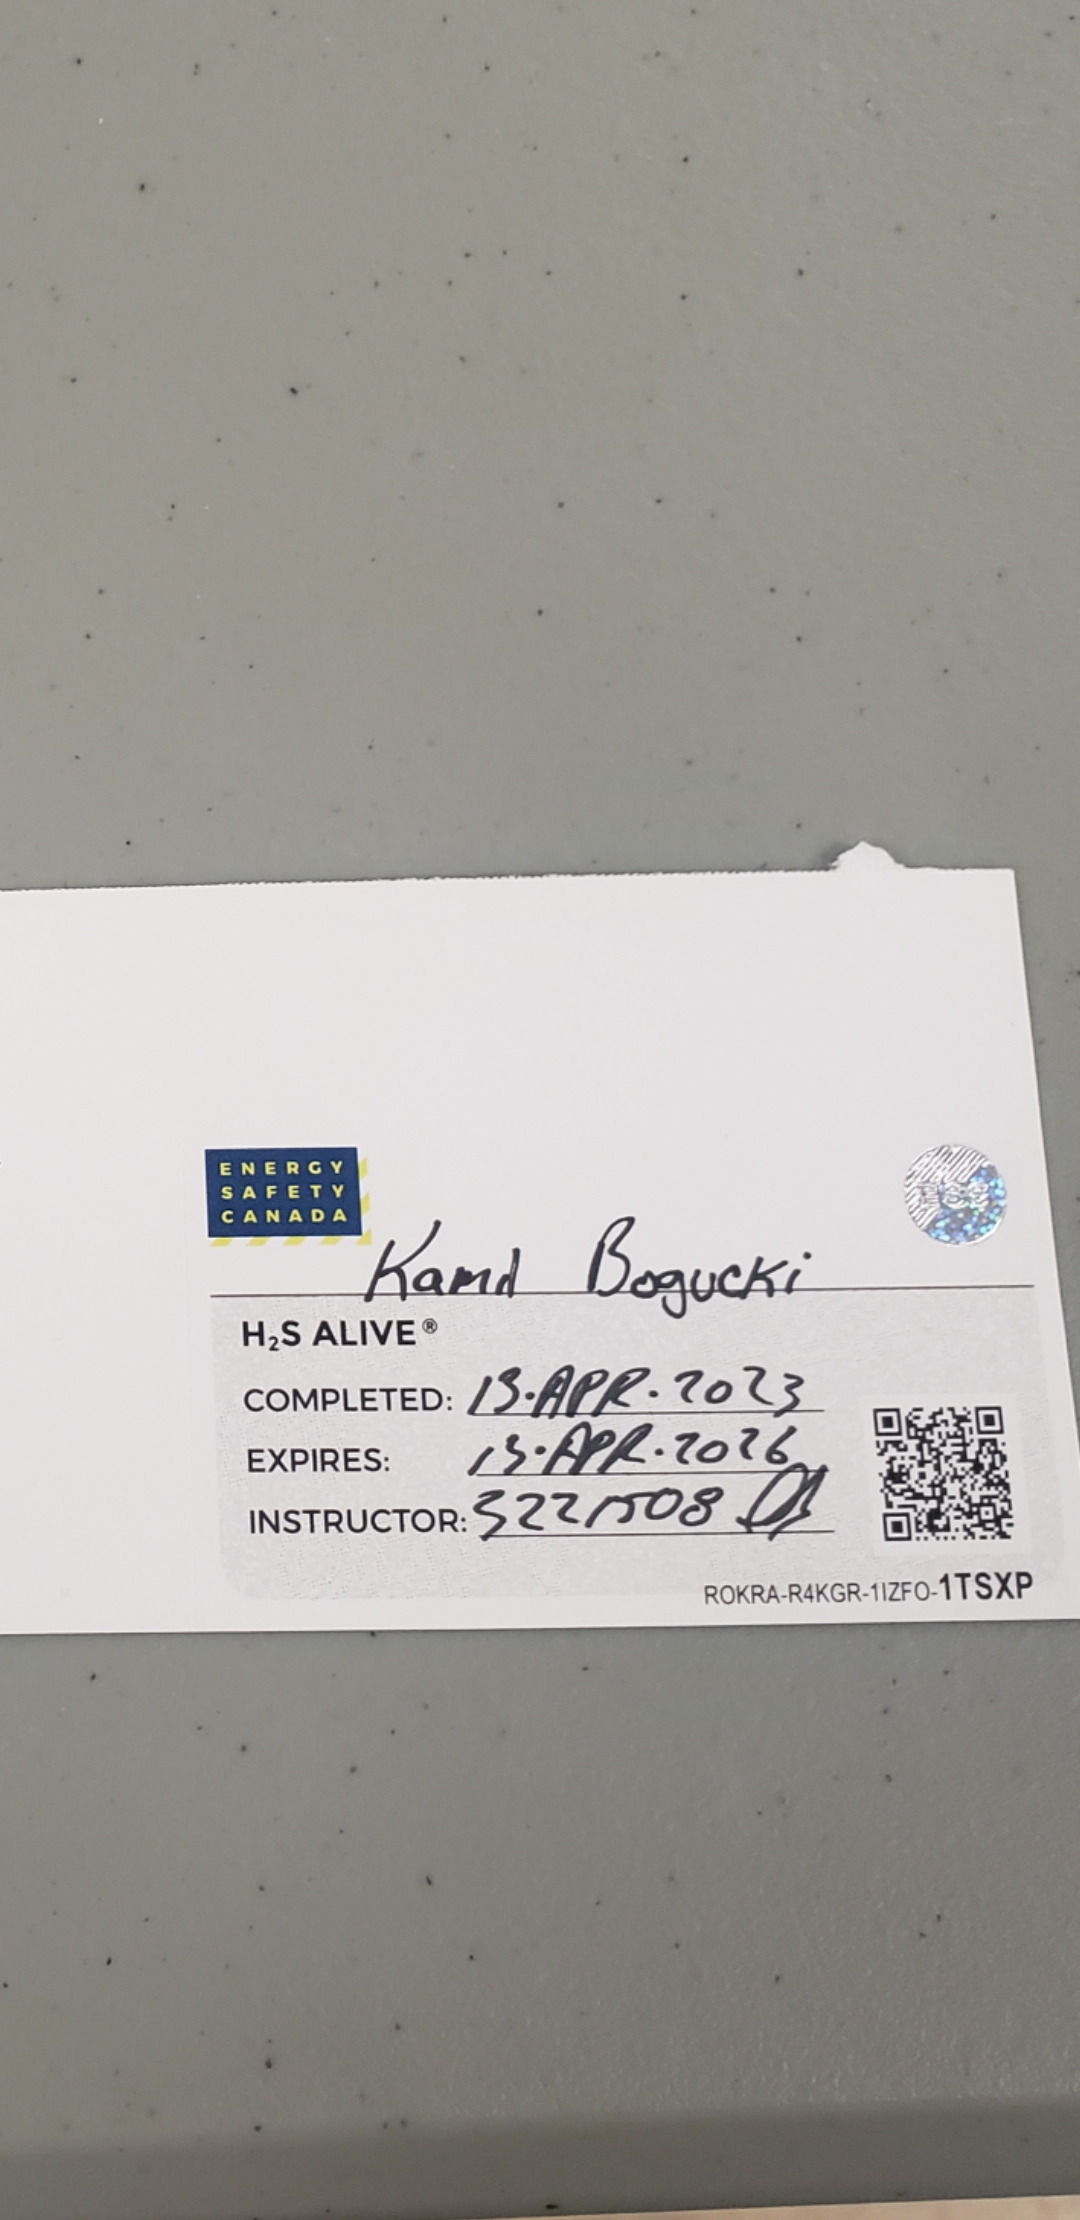 ENERGY
SAFETY
CANADA
Kamil Bogucki
H₂S ALIVE®
COMPLETED: 13.APR.2023
EXPIRES: 13.APR.2026
INSTRUCTOR:
ROKRA-R4KGR-1IZFO-1TSXP